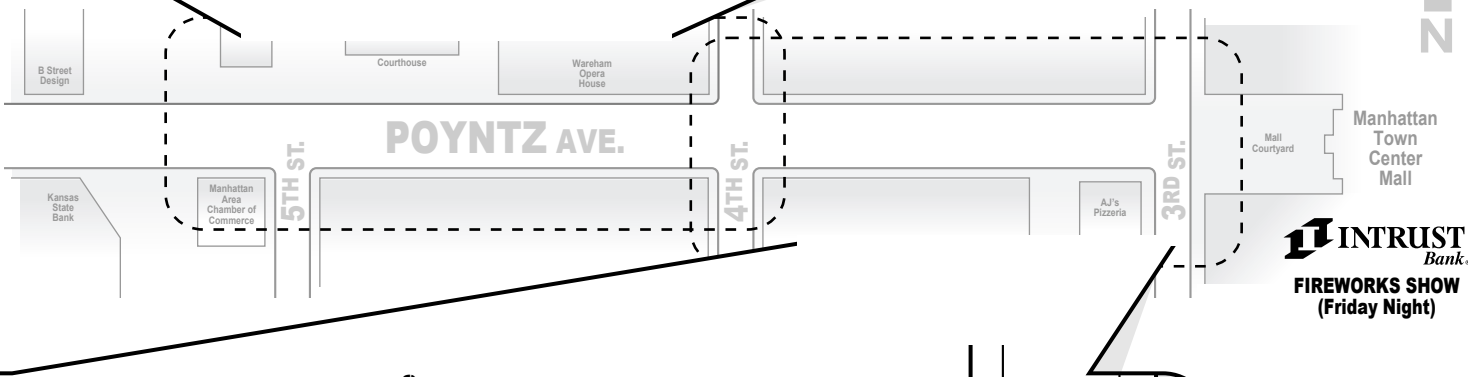 B Street
Design
Courthouse
Wareham
Opera
House
POYNTZ AVE.
5TH ST.
4TH ST.
3RD ST.
Mall
Courtyard
Manhattan
Town
Center
Mall
Kansas
State
Bank
Manhattan
Area
Chamber of
Commerce
AJ's
Pizzeria
INTRUST
Bank®
FIREWORKS SHOW
(Friday Night)